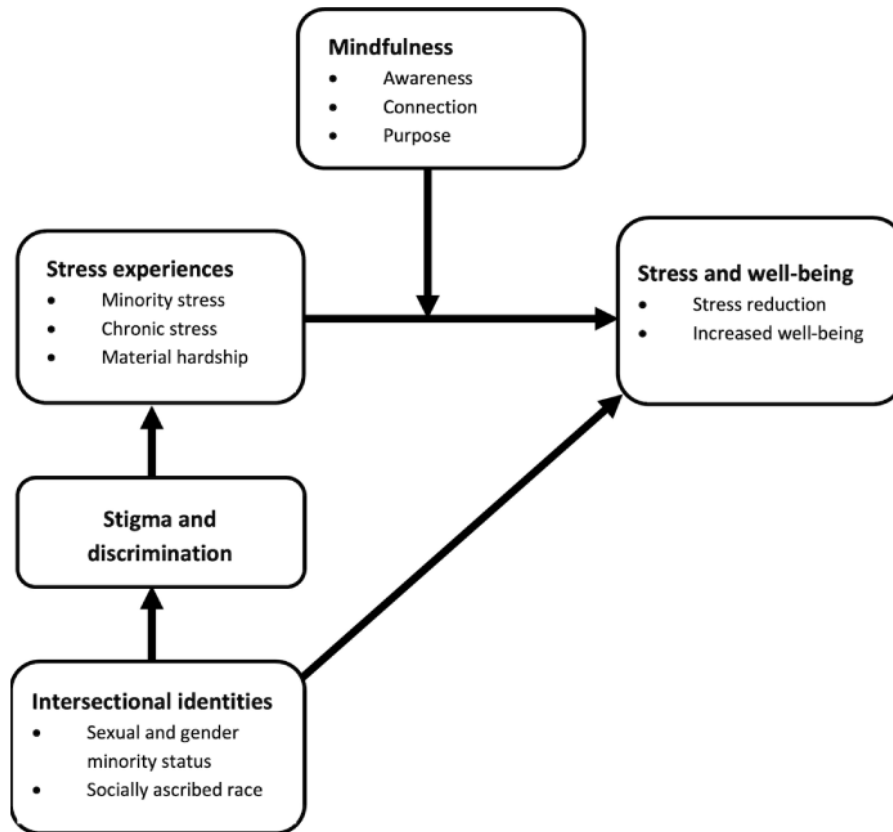 Mindfulness
• Awareness
• Connection
• Purpose
Stress experiences
• Minority stress
• Chronic stress
• Material hardship
Stress and well-being
• Stress reduction
• Increased well-being
Stigma and
discrimination
Intersectional identities
• Sexual and gender
minority status
• Socially ascribed race